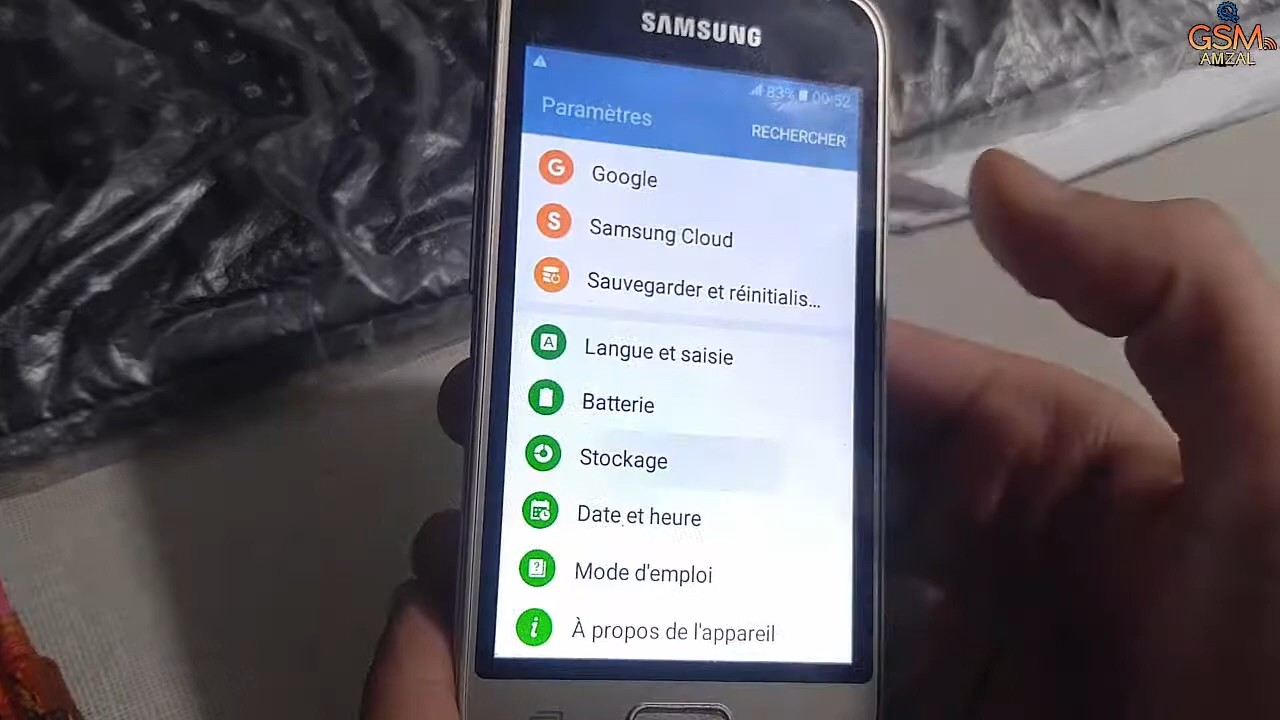 SAMSUNG
GSM
AMZAL
83% 00:52
Paramètres
RECHERCHER
G Google
S Samsung Cloud
Sauvegarder et réinitialis...
A Langue et saisie
Batterie
Stockage
Date et heure
? Mode d'emploi
i À propos de l'appareil